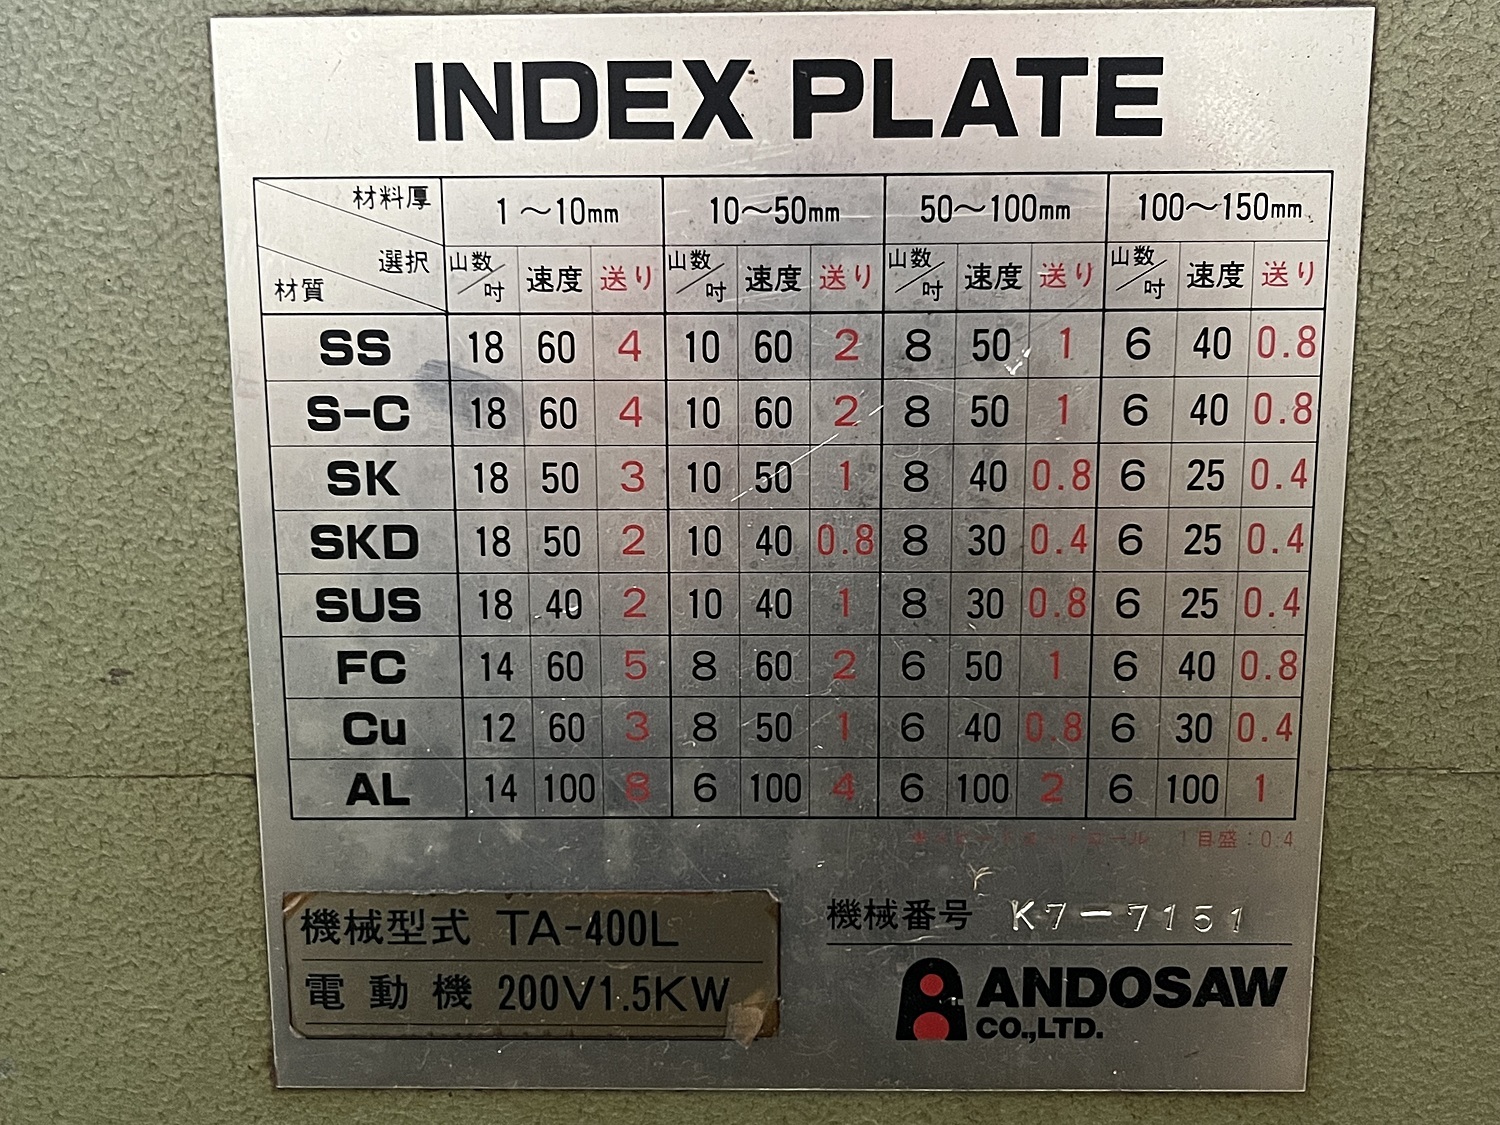 INDEX PLATE
材料厚 1～10mm 10～50mm 50～100mm 100～150mm
選択
材質 山数/吋 速度 送り 山数/吋 速度 送り 山数/吋 速度 送り 山数/吋 速度 送り
SS 18 60 4 10 60 2 8 50 1 6 40 0.8
S-C 18 60 4 10 60 2 8 50 1 6 40 0.8
SK 18 50 3 10 50 1 8 40 0.8 6 25 0.4
SKD 18 50 2 10 40 0.8 8 30 0.4 6 25 0.4
SUS 18 40 2 10 40 1 8 30 0.8 6 25 0.4
FC 14 60 5 8 60 2 6 50 1 6 40 0.8
Cu 12 60 3 8 50 1 6 40 0.8 6 30 0.4
AL 14 100 8 6 100 4 6 100 2 6 100 1
1目盛：0.4
機械型式 TA-400L
電動機 200V1.5KW
機械番号 K7-7151
ANDOSAW
CO.,LTD.